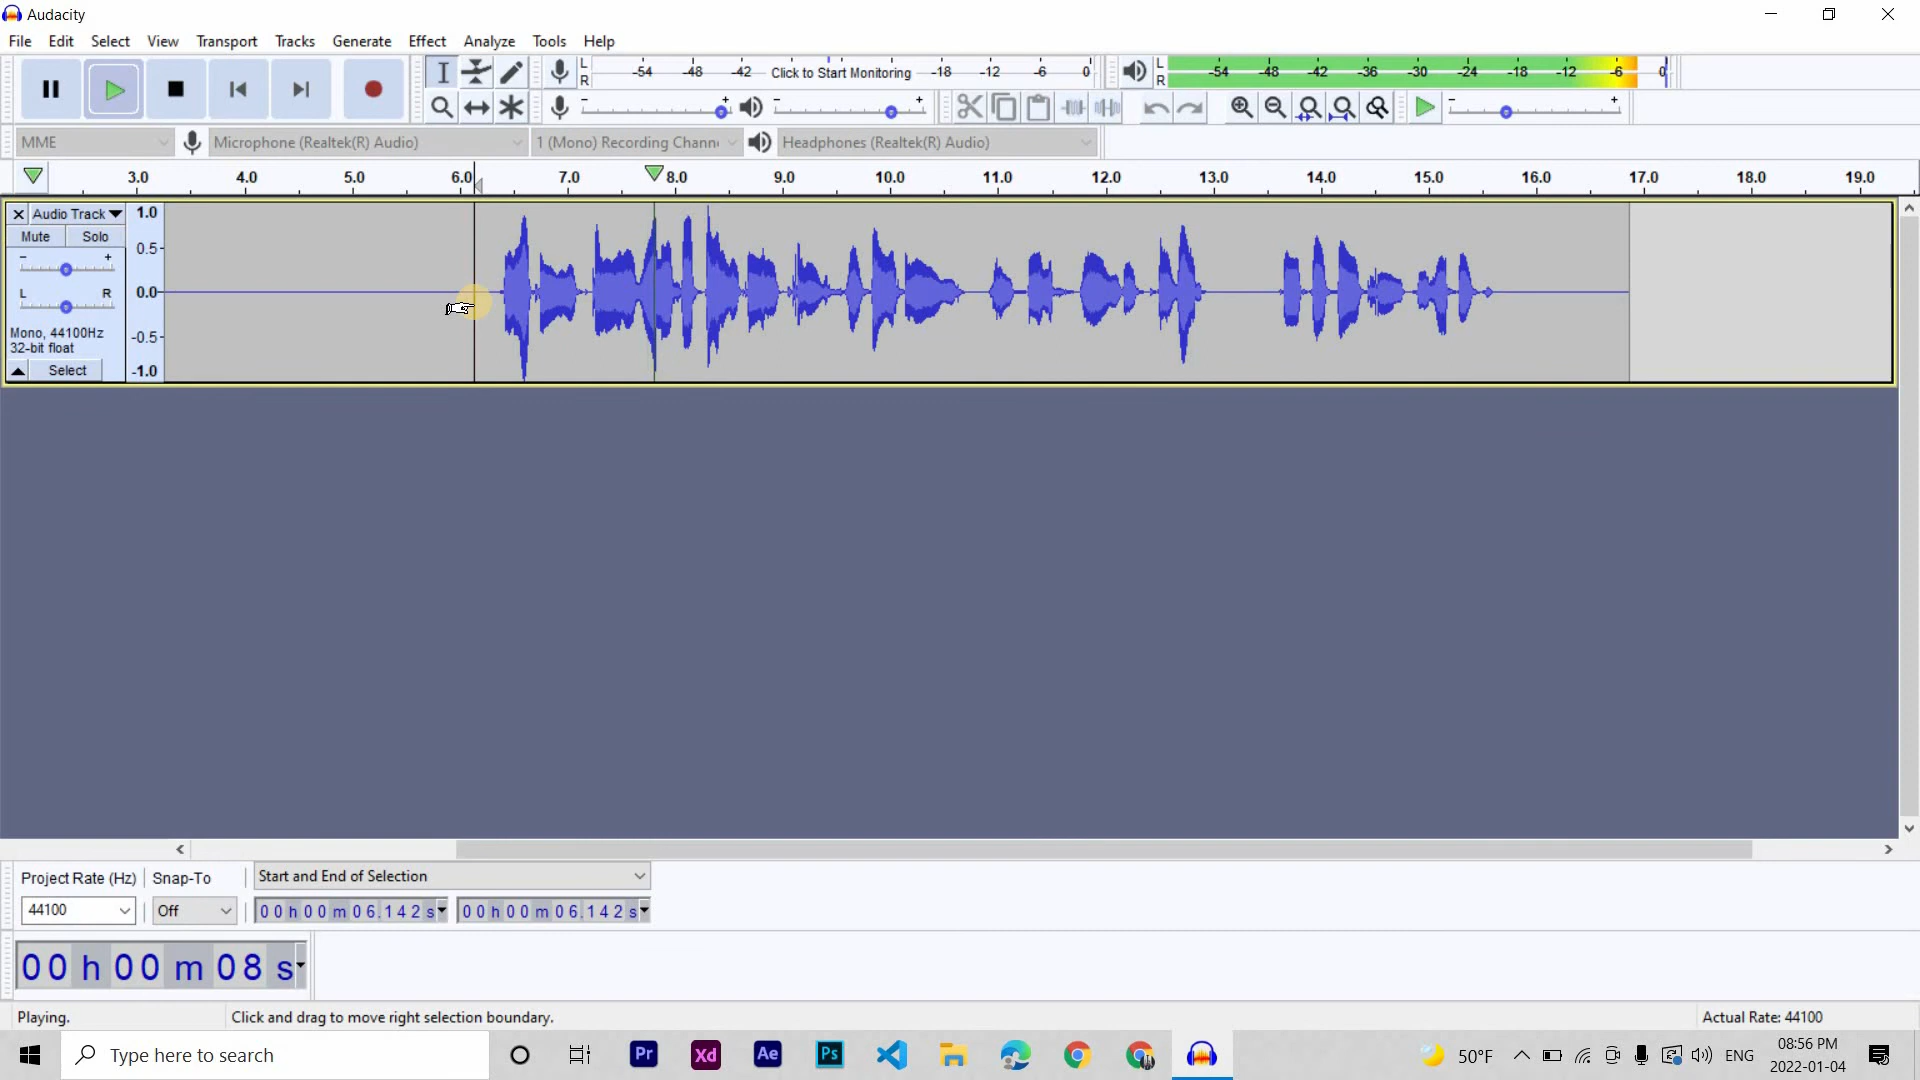 Audacity
File Edit Select View Transport Tracks Generate Effect Analyze Tools Help
L R -54 -48 -42 Click to Start Monitoring -18 -12 -6 0 L R -54 -48 -42 -36 -30 -24 -18 -12 -6 0
- + - + - +
MME Microphone (Realtek(R) Audio) 1 (Mono) Recording Chann Headphones (Realtek(R) Audio)
3.0 4.0 5.0 6.0 7.0 8.0 9.0 10.0 11.0 12.0 13.0 14.0 15.0 16.0 17.0 18.0 19.0
Audio Track 1.0
Mute Solo
0.5
- +
L R 0.0
Mono, 44100Hz
-0.5
32-bit float
Select -1.0
Project Rate (Hz) Snap-To Start and End of Selection
44100 Off 00 h 00 m 06.142 s 00 h 00 m 06.142 s
00 h 00 m 08 s
Playing. Click and drag to move right selection boundary. Actual Rate: 44100
Type here to search Pr Xd Ae Ps 50°F ENG 08:56 PM
2022-01-04